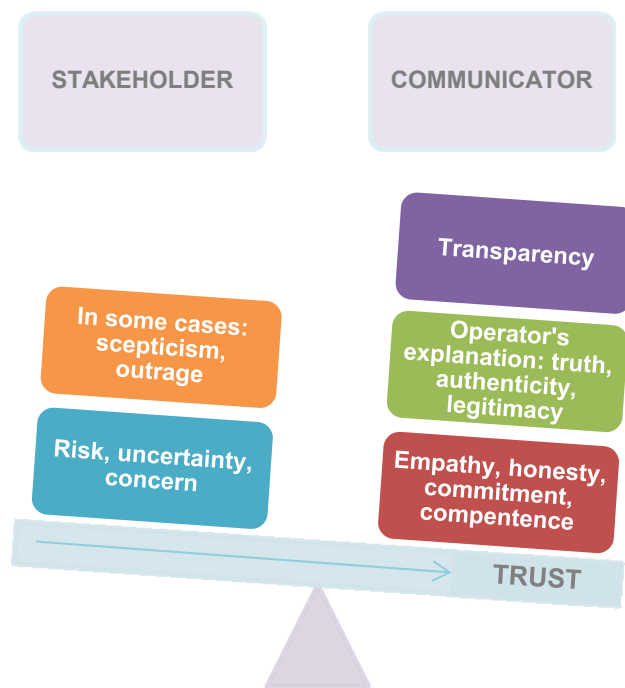 STAKEHOLDER
COMMUNICATOR
Transparency
In some cases:
scepticism,
outrage
Operator's
explanation: truth,
authenticity,
legitimacy
Risk, uncertainty,
concern
Empathy, honesty,
commitment,
compentence
TRUST